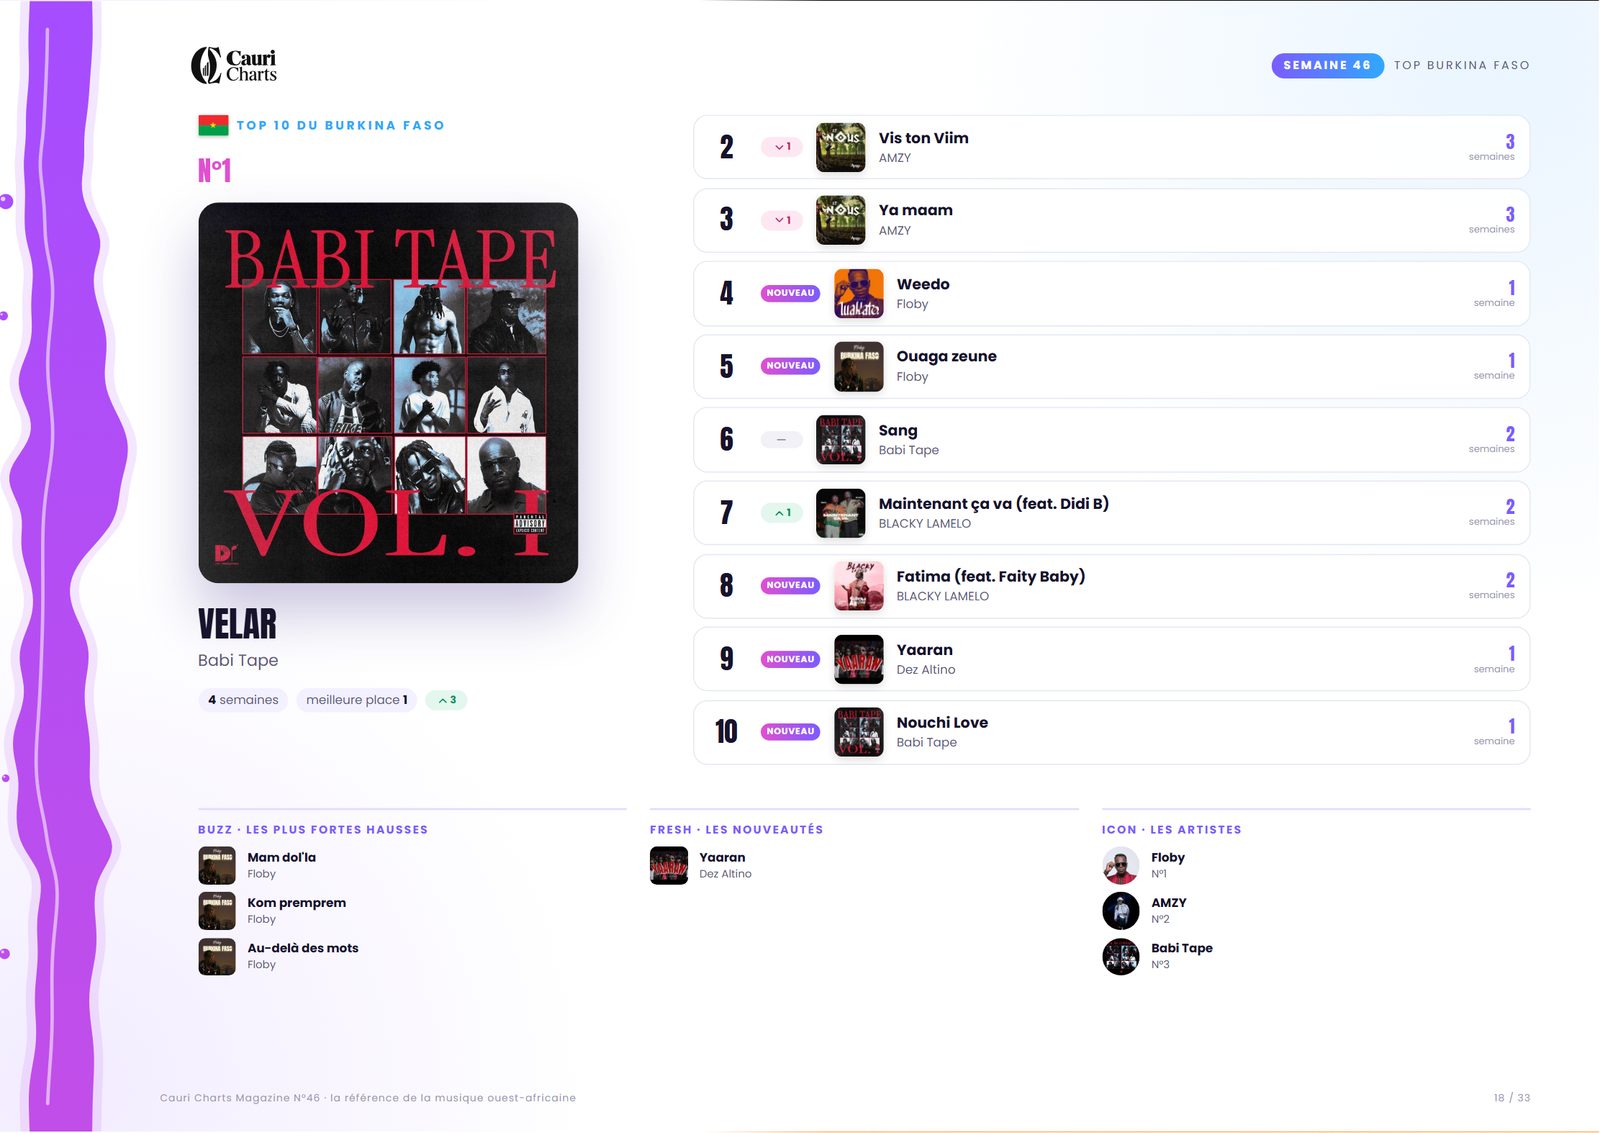 Cauri
Charts
SEMAINE 46
TOP BURKINA FASO
TOP 10 DU BURKINA FASO
N°1
BABI TAPE
VOL. I
PARENTAL
ADVISORY
EXPLICIT CONTENT
VELAR
Babi Tape
4 semaines
meilleure place 1
3
2
1
Vis ton Viim
AMZY
3
semaines
3
1
Ya maam
AMZY
3
semaines
4
NOUVEAU
Weedo
Floby
1
semaine
5
NOUVEAU
Ouaga zeune
Floby
1
semaine
6
–
Sang
Babi Tape
2
semaines
7
1
Maintenant ça va (feat. Didi B)
BLACKY LAMELO
2
semaines
8
NOUVEAU
Fatima (feat. Faity Baby)
BLACKY LAMELO
2
semaines
9
NOUVEAU
Yaaran
Dez Altino
1
semaine
10
NOUVEAU
Nouchi Love
Babi Tape
1
semaine
BUZZ · LES PLUS FORTES HAUSSES
Mam dol'la
Floby
Kom premprem
Floby
Au-delà des mots
Floby
FRESH · LES NOUVEAUTÉS
Yaaran
Dez Altino
ICON · LES ARTISTES
Floby
N°1
AMZY
N°2
Babi Tape
N°3
Cauri Charts Magazine N°46 · la référence de la musique ouest-africaine
18 / 33